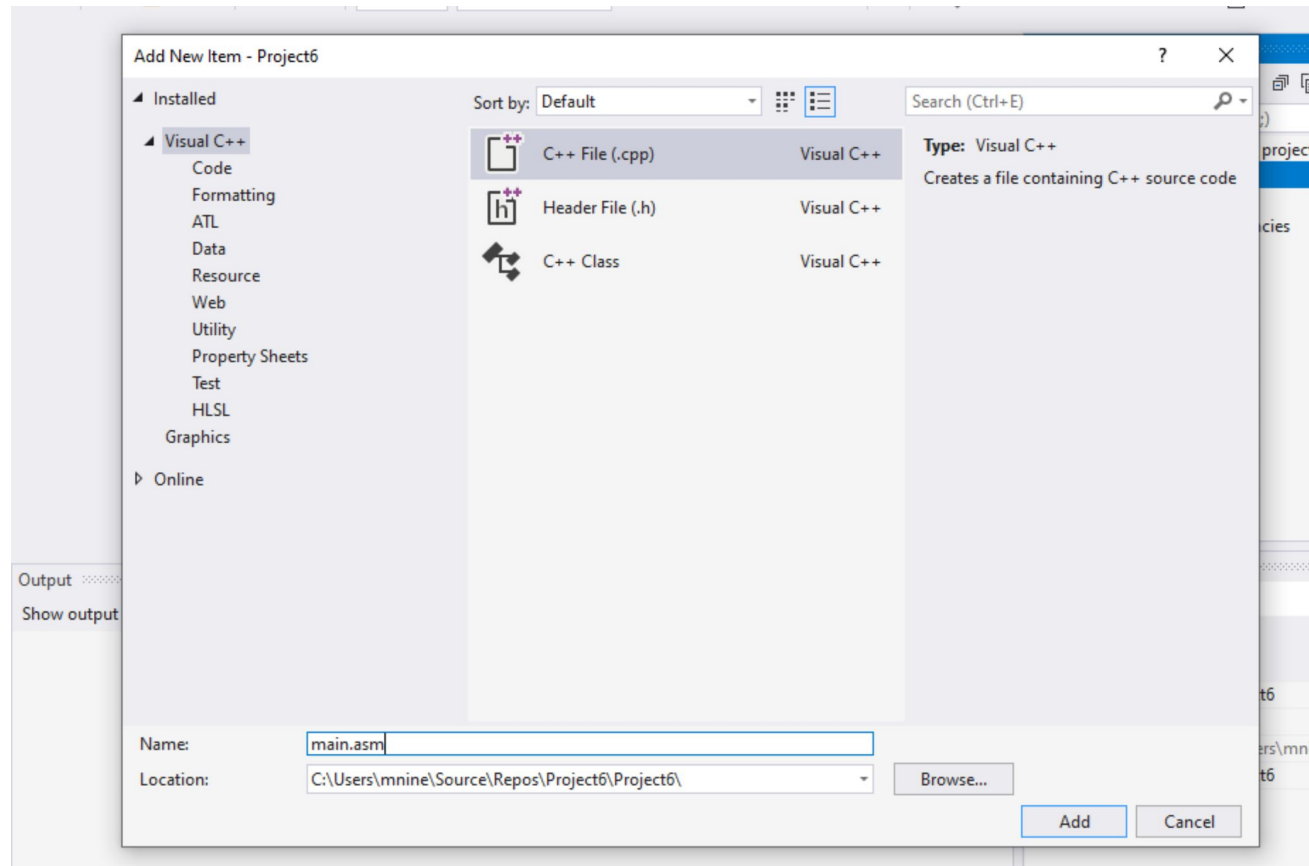 Add New Item - Project6
?
Installed
Sort by: Default
Search (Ctrl+E)
Visual C++
Code
Formatting
ATL
Data
Resource
Web
Utility
Property Sheets
Test
HLSL
Graphics
Online
C++ File (.cpp) Visual C++
Header File (.h) Visual C++
C++ Class Visual C++
Type: Visual C++
Creates a file containing C++ source code
Output
Show output
Name: main.asm
Location: C:\Users\mnine\Source\Repos\Project6\Project6\
Browse...
Add Cancel